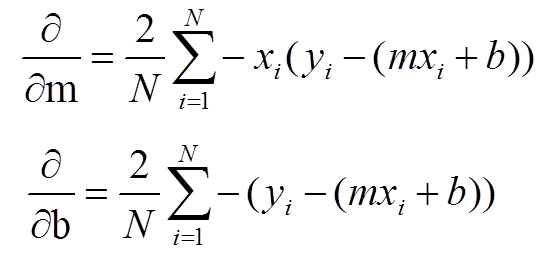 ∂/∂m = 2/N ∑_{i=1}^{N} − x_i(y_i − (mx_i + b))
∂/∂b = 2/N ∑_{i=1}^{N} −(y_i − (mx_i + b))